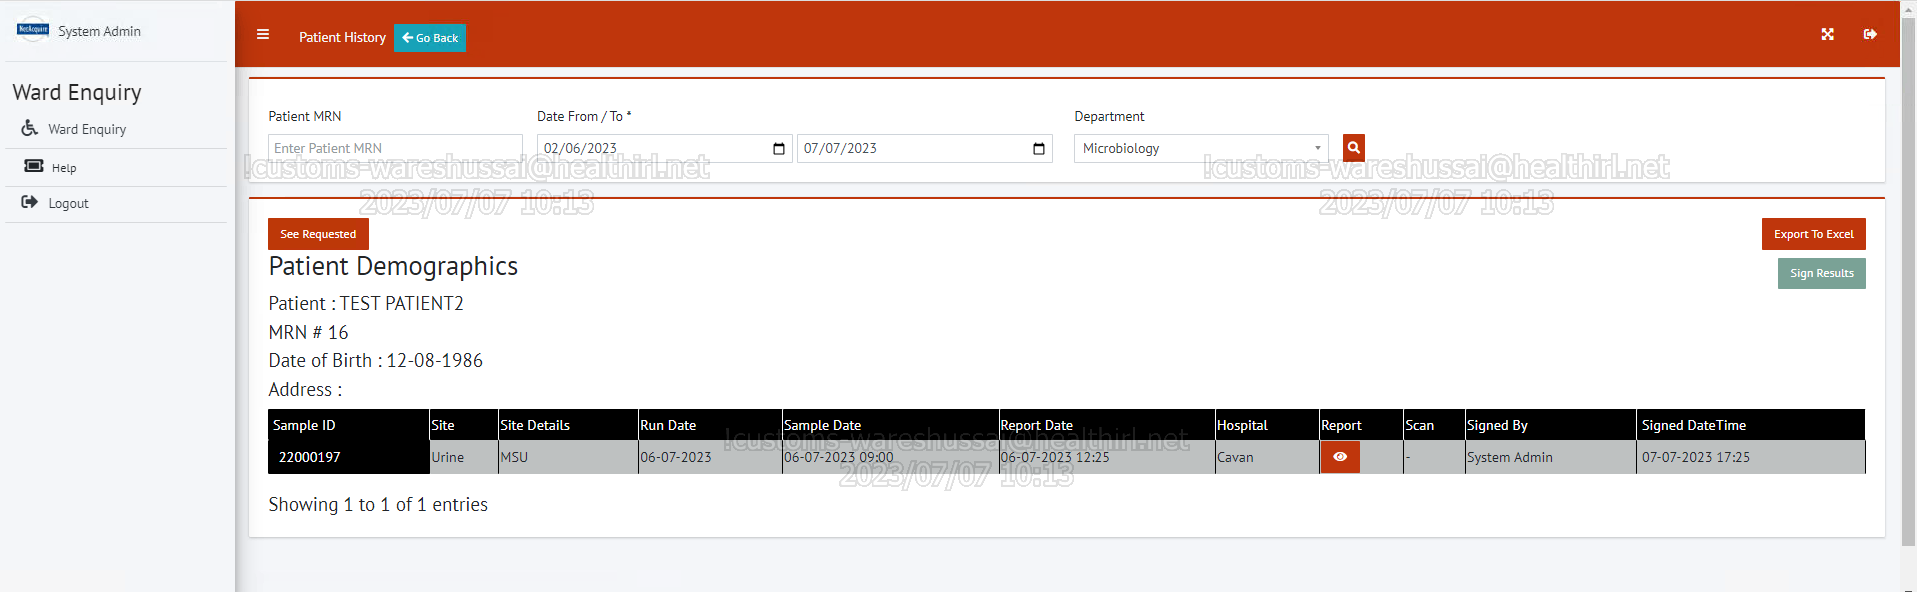 NetAcquire System Admin
Patient History Go Back
Ward Enquiry
Ward Enquiry
Help
Logout
Patient MRN Date From / To * Department
Enter Patient MRN 02/06/2023 07/07/2023 Microbiology
!customs-wareshussai@healthirl.net !customs-wareshussai@healthirl.net
2023/07/07 10:13 2023/07/07 10:13
See Requested Export To Excel
Patient Demographics
Sign Results
Patient : TEST PATIENT2
MRN # 16
Date of Birth : 12-08-1986
Address :
Sample ID Site Site Details Run Date Sample Date Report Date Hospital Report Scan Signed By Signed DateTime
!customs-wareshussai@healthirl.net
22000197 Urine MSU 06-07-2023 06-07-2023 09:00 06-07-2023 12:25 Cavan - System Admin 07-07-2023 17:25
2023/07/07 10:13
Showing 1 to 1 of 1 entries